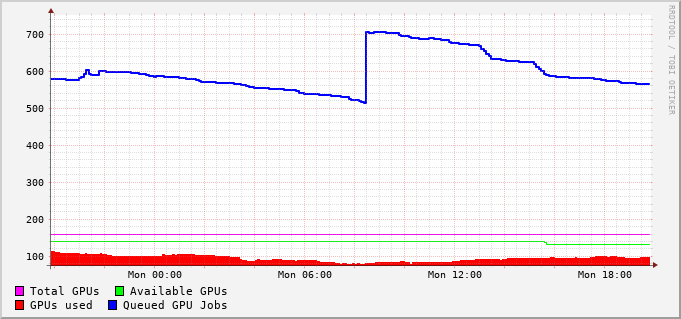 700
600
500
400
300
200
100
Mon 00:00 Mon 06:00 Mon 12:00 Mon 18:00
Total GPUs Available GPUs
GPUs used Queued GPU Jobs
RRDTOOL / TOBI OETIKER